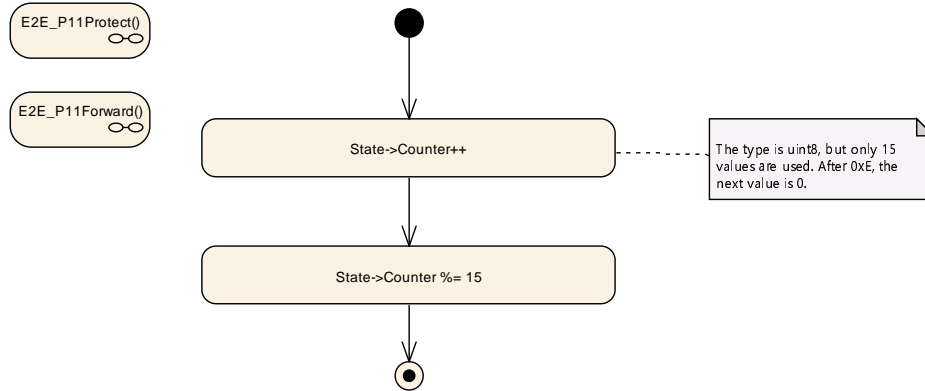 E2E_P11Protect()
E2E_P11Forward()
State->Counter++
The type is uint8, but only 15
values are used. After 0xE, the
next value is 0.
State->Counter %= 15